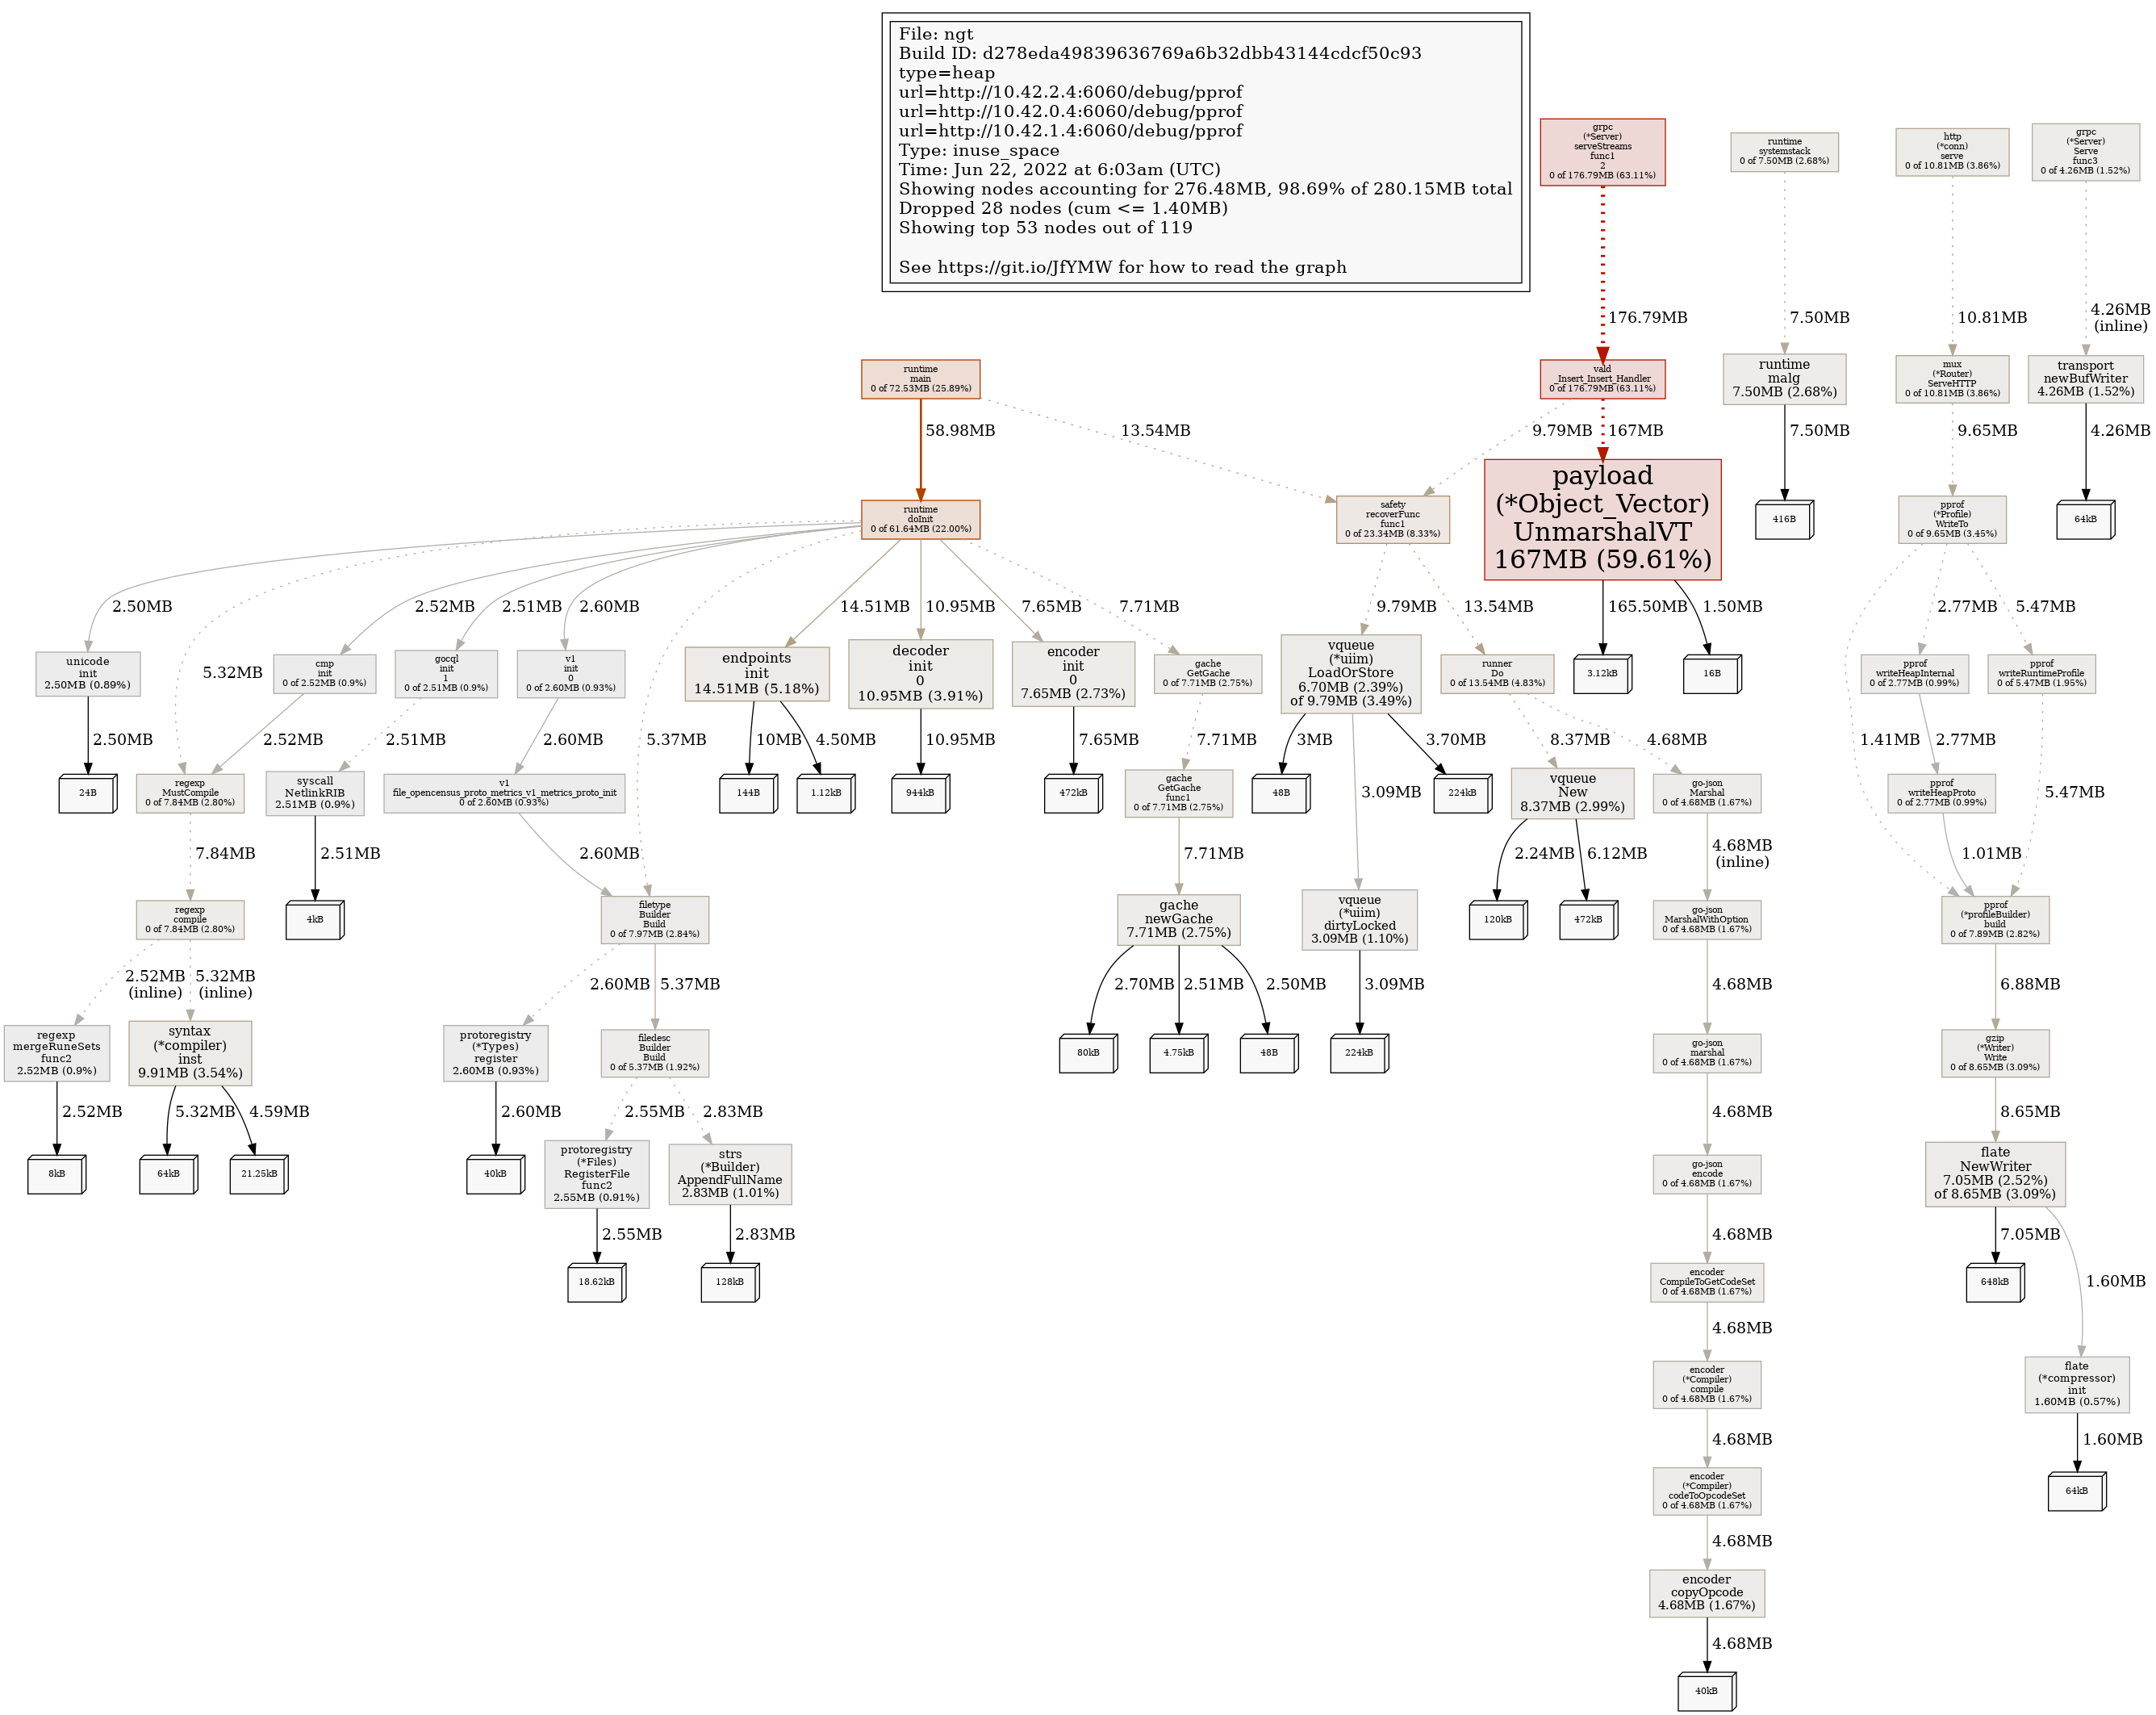 File: ngt
Build ID: d278eda49839636769a6b32dbb43144cdcf50c93
type=heap
url=http://10.42.2.4:6060/debug/pprof
url=http://10.42.0.4:6060/debug/pprof
url=http://10.42.1.4:6060/debug/pprof
Type: inuse_space
Time: Jun 22, 2022 at 6:03am (UTC)
Showing nodes accounting for 276.48MB, 98.69% of 280.15MB total
Dropped 28 nodes (cum <= 1.40MB)
Showing top 53 nodes out of 119
See https://git.io/JfYMW for how to read the graph
grpc
(*Server)
serveStreams
func1
2
0 of 176.79MB (63.11%)
runtime
systemstack
0 of 7.50MB (2.68%)
http
(*conn)
serve
0 of 10.81MB (3.86%)
grpc
(*Server)
Serve
func3
0 of 4.26MB (1.52%)
176.79MB
7.50MB
10.81MB
4.26MB
(inline)
runtime
main
0 of 72.53MB (25.89%)
vald
_Insert_Insert_Handler
0 of 176.79MB (63.11%)
runtime
malg
7.50MB (2.68%)
mux
(*Router)
ServeHTTP
0 of 10.81MB (3.86%)
transport
newBufWriter
4.26MB (1.52%)
58.98MB
13.54MB
9.79MB
167MB
7.50MB
9.65MB
4.26MB
runtime
doInit
0 of 61.64MB (22.00%)
safety
recoverFunc
func1
0 of 23.34MB (8.33%)
payload
(*Object_Vector)
UnmarshalVT
167MB (59.61%)
416B
pprof
(*Profile)
WriteTo
0 of 9.65MB (3.45%)
64kB
2.50MB
5.32MB
2.52MB
2.51MB
2.60MB
5.37MB
14.51MB
10.95MB
7.65MB
7.71MB
9.79MB
13.54MB
165.50MB
1.50MB
1.41MB
2.77MB
5.47MB
unicode
init
2.50MB (0.89%)
cmp
init
0 of 2.52MB (0.9%)
gocql
init
1
0 of 2.51MB (0.9%)
v1
init
0
0 of 2.60MB (0.93%)
endpoints
init
14.51MB (5.18%)
decoder
init
0
10.95MB (3.91%)
encoder
init
0
7.65MB (2.73%)
gache
GetGache
0 of 7.71MB (2.75%)
vqueue
(*uiim)
LoadOrStore
6.70MB (2.39%)
of 9.79MB (3.49%)
runner
Do
0 of 13.54MB (4.83%)
3.12kB
16B
pprof
writeHeapInternal
0 of 2.77MB (0.99%)
pprof
writeRuntimeProfile
0 of 5.47MB (1.95%)
2.50MB
2.52MB
2.51MB
2.60MB
10MB
4.50MB
10.95MB
7.65MB
7.71MB
3MB
3.09MB
3.70MB
8.37MB
4.68MB
2.77MB
5.47MB
24B
regexp
MustCompile
0 of 7.84MB (2.80%)
syscall
NetlinkRIB
2.51MB (0.9%)
v1
file_opencensus_proto_metrics_v1_metrics_proto_init
0 of 2.60MB (0.93%)
144B
1.12kB
944kB
472kB
gache
GetGache
func1
0 of 7.71MB (2.75%)
48B
224kB
vqueue
New
8.37MB (2.99%)
go-json
Marshal
0 of 4.68MB (1.67%)
pprof
writeHeapProto
0 of 2.77MB (0.99%)
7.84MB
2.51MB
2.60MB
7.71MB
2.24MB
6.12MB
4.68MB
(inline)
1.01MB
regexp
compile
0 of 7.84MB (2.80%)
4kB
filetype
Builder
Build
0 of 7.97MB (2.84%)
gache
newGache
7.71MB (2.75%)
vqueue
(*uiim)
dirtyLocked
3.09MB (1.10%)
120kB
472kB
go-json
MarshalWithOption
0 of 4.68MB (1.67%)
pprof
(*profileBuilder)
build
0 of 7.89MB (2.82%)
2.52MB
(inline)
5.32MB
(inline)
2.60MB
5.37MB
2.70MB
2.51MB
2.50MB
3.09MB
4.68MB
6.88MB
regexp
mergeRuneSets
func2
2.52MB (0.9%)
syntax
(*compiler)
inst
9.91MB (3.54%)
protoregistry
(*Types)
register
2.60MB (0.93%)
filedesc
Builder
Build
0 of 5.37MB (1.92%)
80kB
4.75kB
48B
224kB
go-json
marshal
0 of 4.68MB (1.67%)
gzip
(*Writer)
Write
0 of 8.65MB (3.09%)
2.52MB
5.32MB
4.59MB
2.60MB
2.55MB
2.83MB
4.68MB
8.65MB
8kB
64kB
21.25kB
40kB
protoregistry
(*Files)
RegisterFile
func2
2.55MB (0.91%)
strs
(*Builder)
AppendFullName
2.83MB (1.01%)
go-json
encode
0 of 4.68MB (1.67%)
flate
NewWriter
7.05MB (2.52%)
of 8.65MB (3.09%)
2.55MB
2.83MB
4.68MB
7.05MB
1.60MB
18.62kB
128kB
encoder
CompileToGetCodeSet
0 of 4.68MB (1.67%)
648kB
4.68MB
encoder
(*Compiler)
compile
0 of 4.68MB (1.67%)
flate
(*compressor)
init
1.60MB (0.57%)
4.68MB
1.60MB
encoder
(*Compiler)
codeToOpcodeSet
0 of 4.68MB (1.67%)
64kB
4.68MB
encoder
copyOpcode
4.68MB (1.67%)
4.68MB
40kB